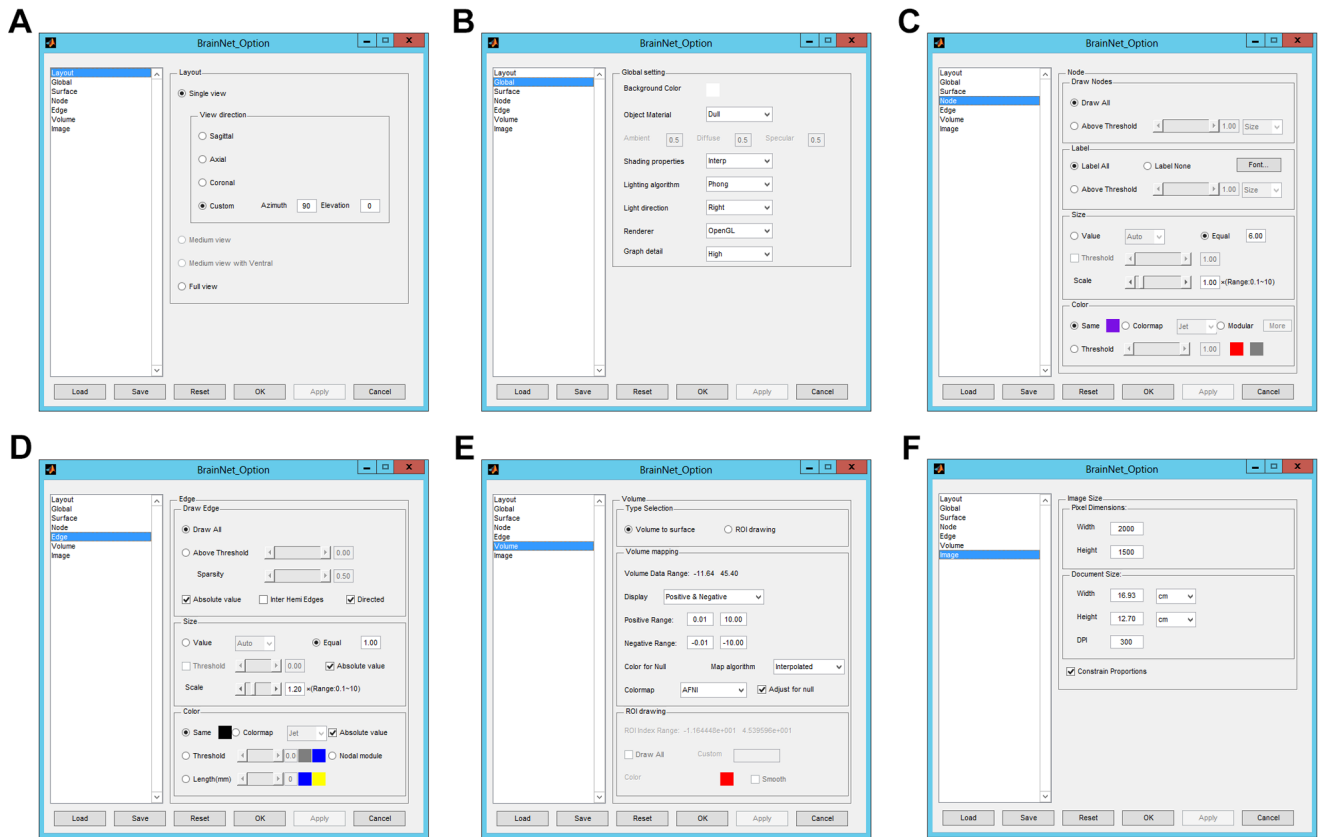 A
BrainNet_Option
Layout
Global
Surface
Node
Edge
Volume
Image
Layout
Single view
View direction
Sagittal
Axial
Coronal
Custom Azimuth 90 Elevation 0
Medium view
Medium view with Ventral
Full view
Load Save Reset OK Apply Cancel
B
BrainNet_Option
Layout
Global
Surface
Node
Edge
Volume
Image
Global setting
Background Color
Object Material Dull
Ambient 0.5 Diffuse 0.5 Specular 0.5
Shading properties Interp
Lighting algorithm Phong
Light direction Right
Renderer OpenGL
Graph detail High
Load Save Reset OK Apply Cancel
C
BrainNet_Option
Layout
Global
Surface
Node
Edge
Volume
Image
Node
Draw Nodes
Draw All
Above Threshold 1.00 Size
Label
Label All Label None Font...
Above Threshold 1.00 Size
Size
Value Auto Equal 6.00
Threshold 1.00
Scale 1.00 ×(Range:0.1~10)
Color
Same Colormap Jet Modular More
Threshold 1.00
Load Save Reset OK Apply Cancel
D
BrainNet_Option
Layout
Global
Surface
Node
Edge
Volume
Image
Edge
Draw Edge
Draw All
Above Threshold 0.00
Sparsity 0.50
Absolute value Inter Hemi Edges Directed
Size
Value Auto Equal 1.00
Threshold 0.00 Absolute value
Scale 1.20 ×(Range:0.1~10)
Color
Same Colormap Jet Absolute value
Threshold 0.0 Nodal module
Length(mm) 0
Load Save Reset OK Apply Cancel
E
BrainNet_Option
Layout
Global
Surface
Node
Edge
Volume
Image
Volume
Type Selection
Volume to surface ROI drawing
Volume mapping
Volume Data Range: -11.64 45.40
Display Positive & Negative
Positive Range: 0.01 10.00
Negative Range: -0.01 -10.00
Color for Null Map algorithm Interpolated
Colormap AFNI Adjust for null
ROI drawing
ROI Index Range: -1.164448e+001 4.539596e+001
Draw All Custom
Color Smooth
Load Save Reset OK Apply Cancel
F
BrainNet_Option
Layout
Global
Surface
Node
Edge
Volume
Image
Image Size
Pixel Dimensions:
Width 2000
Height 1500
Document Size:
Width 16.93 cm
Height 12.70 cm
DPI 300
Constrain Proportions
Load Save Reset OK Apply Cancel